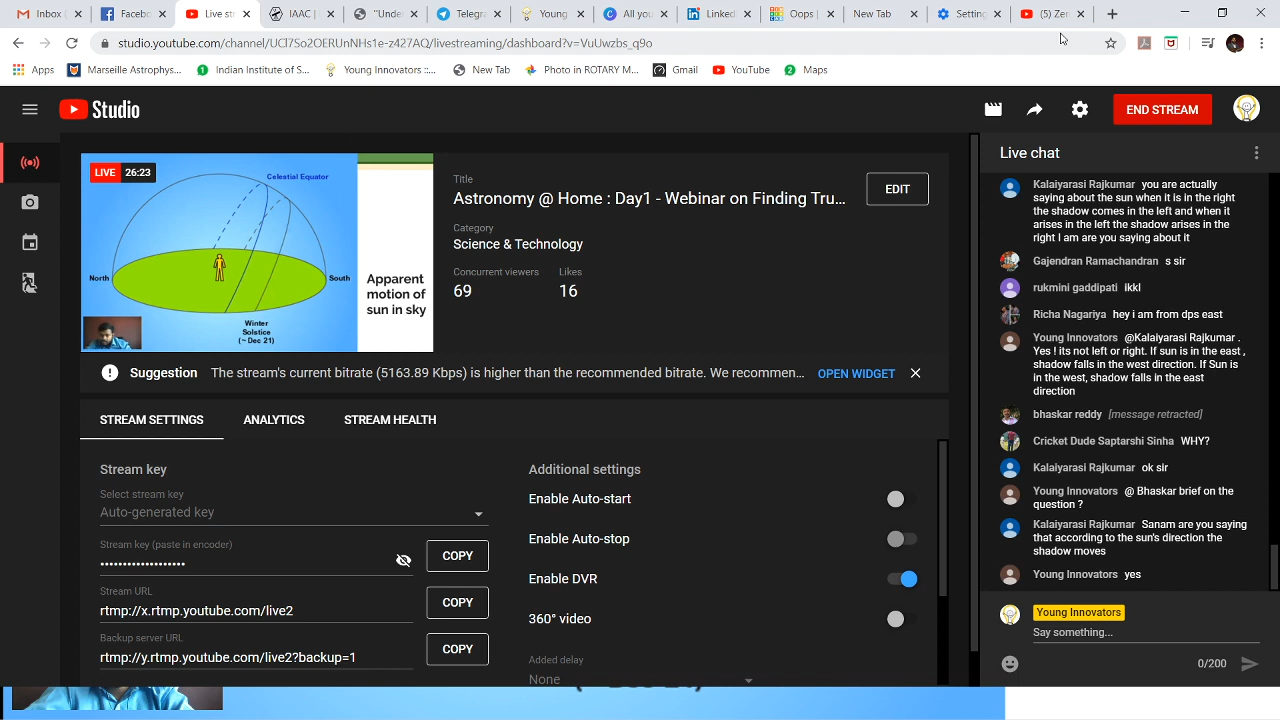 Inbox (
Facebo
Live str
IAAC |
"Under
Telegra
Young
All you
Linked
Oops |
New Tab
Setting
(5) Zer
studio.youtube.com/channel/UCl7So2OERUnNHs1e-z427AQ/livestreaming/dashboard?v=VuUwzbs_q9o
Apps
Marseille Astrophys...
Indian Institute of S...
Young Innovators ::...
New Tab
Photo in ROTARY M...
Gmail
YouTube
Maps
Studio
END STREAM
LIVE 26:23
Celestial Equator
North
South
Winter
Solstice
(~ Dec 21)
Apparent
motion of
sun in sky
Title
Astronomy @ Home : Day1 - Webinar on Finding Tru...
EDIT
Category
Science & Technology
Concurrent viewers
Likes
69
16
Suggestion The stream's current bitrate (5163.89 Kbps) is higher than the recommended bitrate. We recommen...
OPEN WIDGET
STREAM SETTINGS
ANALYTICS
STREAM HEALTH
Stream key
Select stream key
Auto-generated key
Stream key (paste in encoder)
COPY
Stream URL
rtmp://x.rtmp.youtube.com/live2
COPY
Backup server URL
rtmp://y.rtmp.youtube.com/live2?backup=1
COPY
Additional settings
Enable Auto-start
Enable Auto-stop
Enable DVR
360° video
Added delay
None
Live chat
Kalaiyarasi Rajkumar you are actually
saying about the sun when it is in the right
the shadow comes in the left and when it
arises in the left the shadow arises in the
right I am are you saying about it
Gajendran Ramachandran s sir
rukmini gaddipati ikkl
Richa Nagariya hey i am from dps east
Young Innovators @Kalaiyarasi Rajkumar .
Yes ! its not left or right. If sun is in the east ,
shadow falls in the west direction. If Sun is
in the west, shadow falls in the east
direction
bhaskar reddy [message retracted]
Cricket Dude Saptarshi Sinha WHY?
Kalaiyarasi Rajkumar ok sir
Young Innovators @ Bhaskar brief on the
question ?
Kalaiyarasi Rajkumar Sanam are you saying
that according to the sun's direction the
shadow moves
Young Innovators yes
Young Innovators
Say something...
0/200